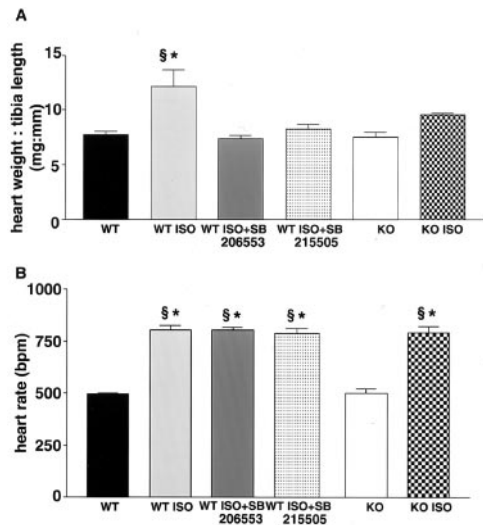 A
heart weight : tibia length
(mg:mm)
15
10
5
0
§ *
WT
WT ISO
WT ISO+SB
206553
WT ISO+SB
215505
KO
KO ISO
B
heart rate (bpm)
1000
750
500
250
0
§ *
§ *
§ *
§ *
WT
WT ISO
WT ISO+SB
206553
WT ISO+SB
215505
KO
KO ISO